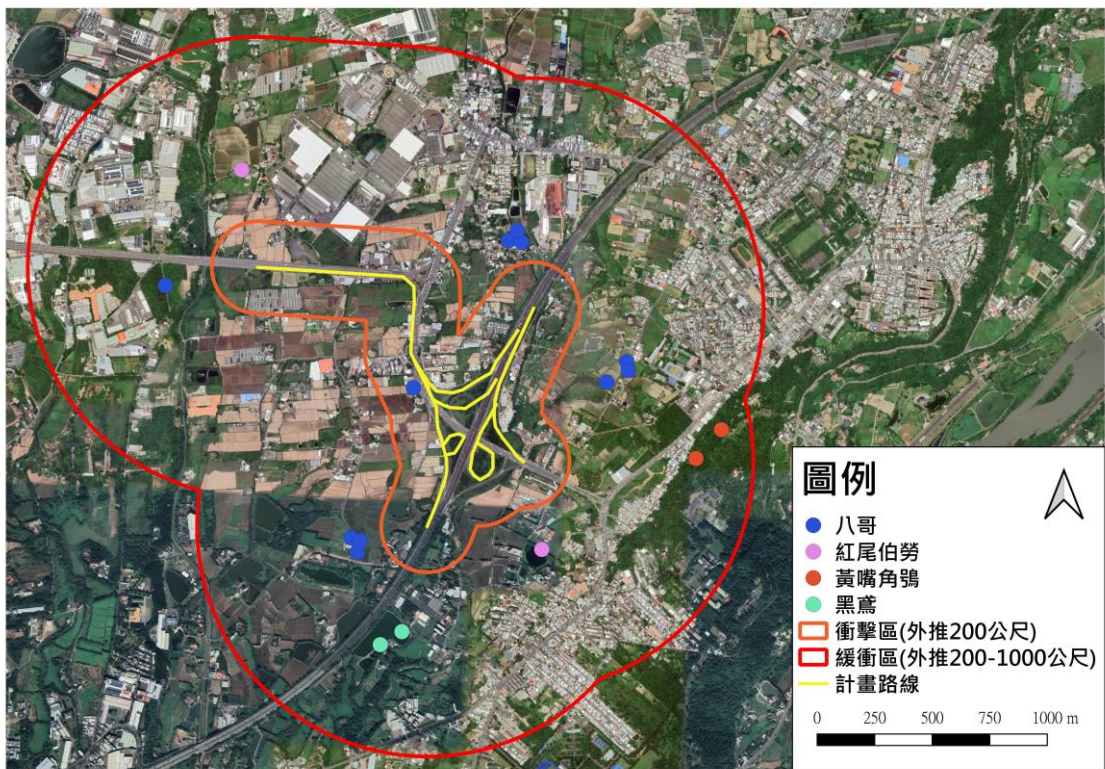 圖例
八哥
紅尾伯勞
黃嘴角鴞
黑鳶
衝擊區(外推200公尺)
緩衝區(外推200-1000公尺)
計畫路線
0 250 500 750 1000 m